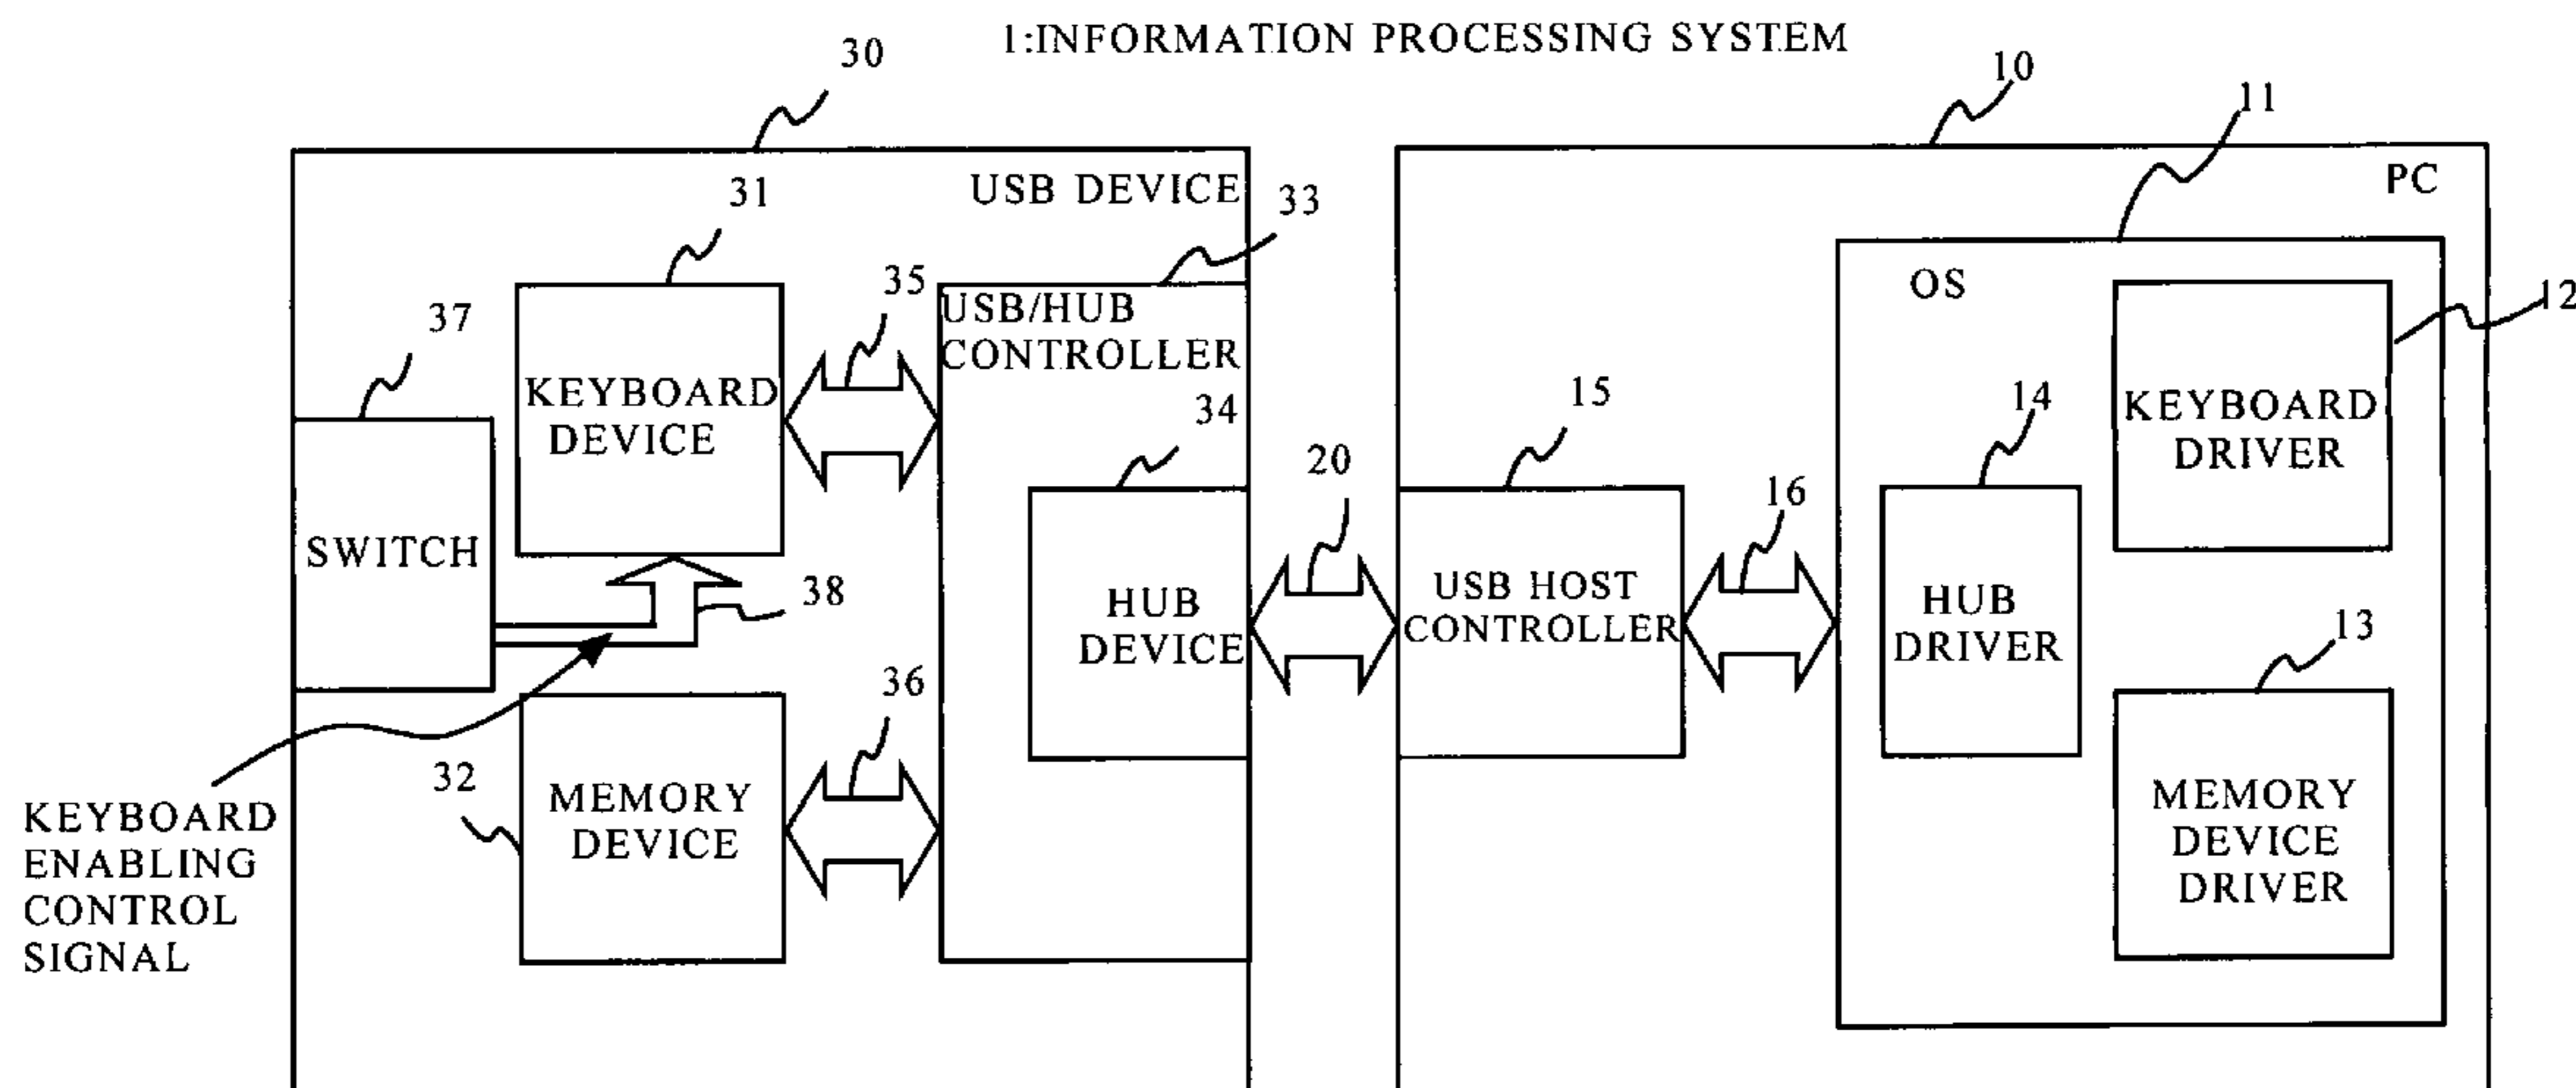 1:INFORMATION PROCESSING SYSTEM
30
10
11
USB DEVICE
PC
31
33
35
37
USB/HUB
CONTROLLER
OS
12
KEYBOARD
DEVICE
34
15
14
KEYBOARD
DRIVER
20
16
SWITCH
38
HUB
DEVICE
USB HOST
CONTROLLER
HUB
DRIVER
13
36
32
MEMORY
DEVICE
MEMORY
DEVICE
DRIVER
KEYBOARD
ENABLING
CONTROL
SIGNAL